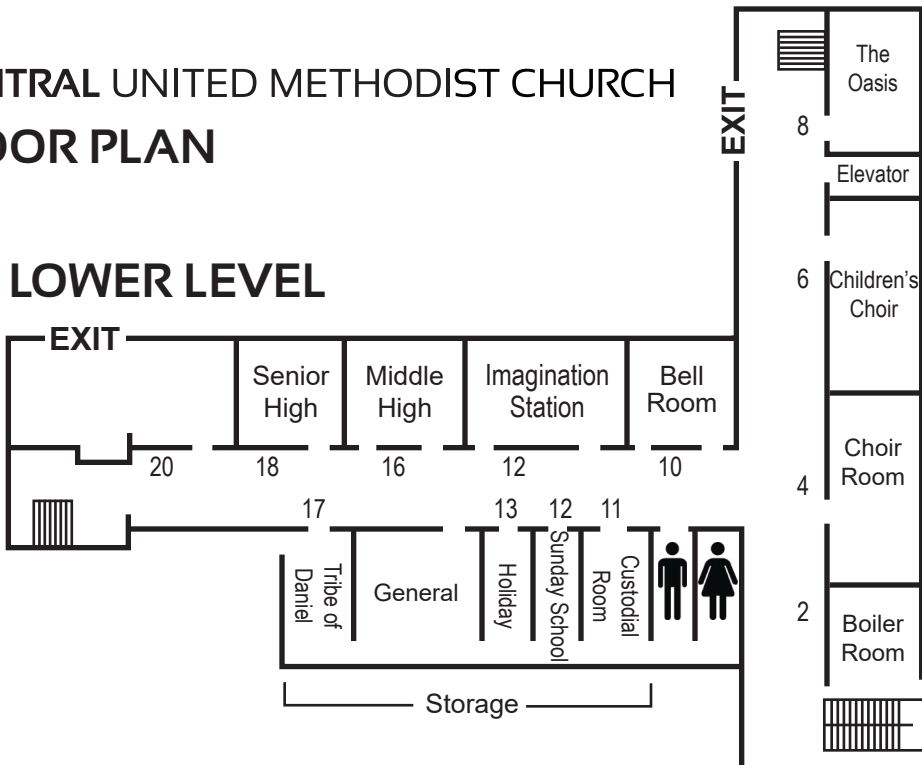 NTRAL UNITED METHODIST CHURCH
OOR PLAN
LOWER LEVEL
EXIT
The
Oasis
8
Elevator
6
Children's
Choir
EXIT
Senior
High
Middle
High
Imagination
Station
Bell
Room
20
18
16
12
10
4
Choir
Room
17
13
12
11
Tribe of
Daniel
General
Holiday
Sunday School
Custodial
Room
2
Boiler
Room
Storage